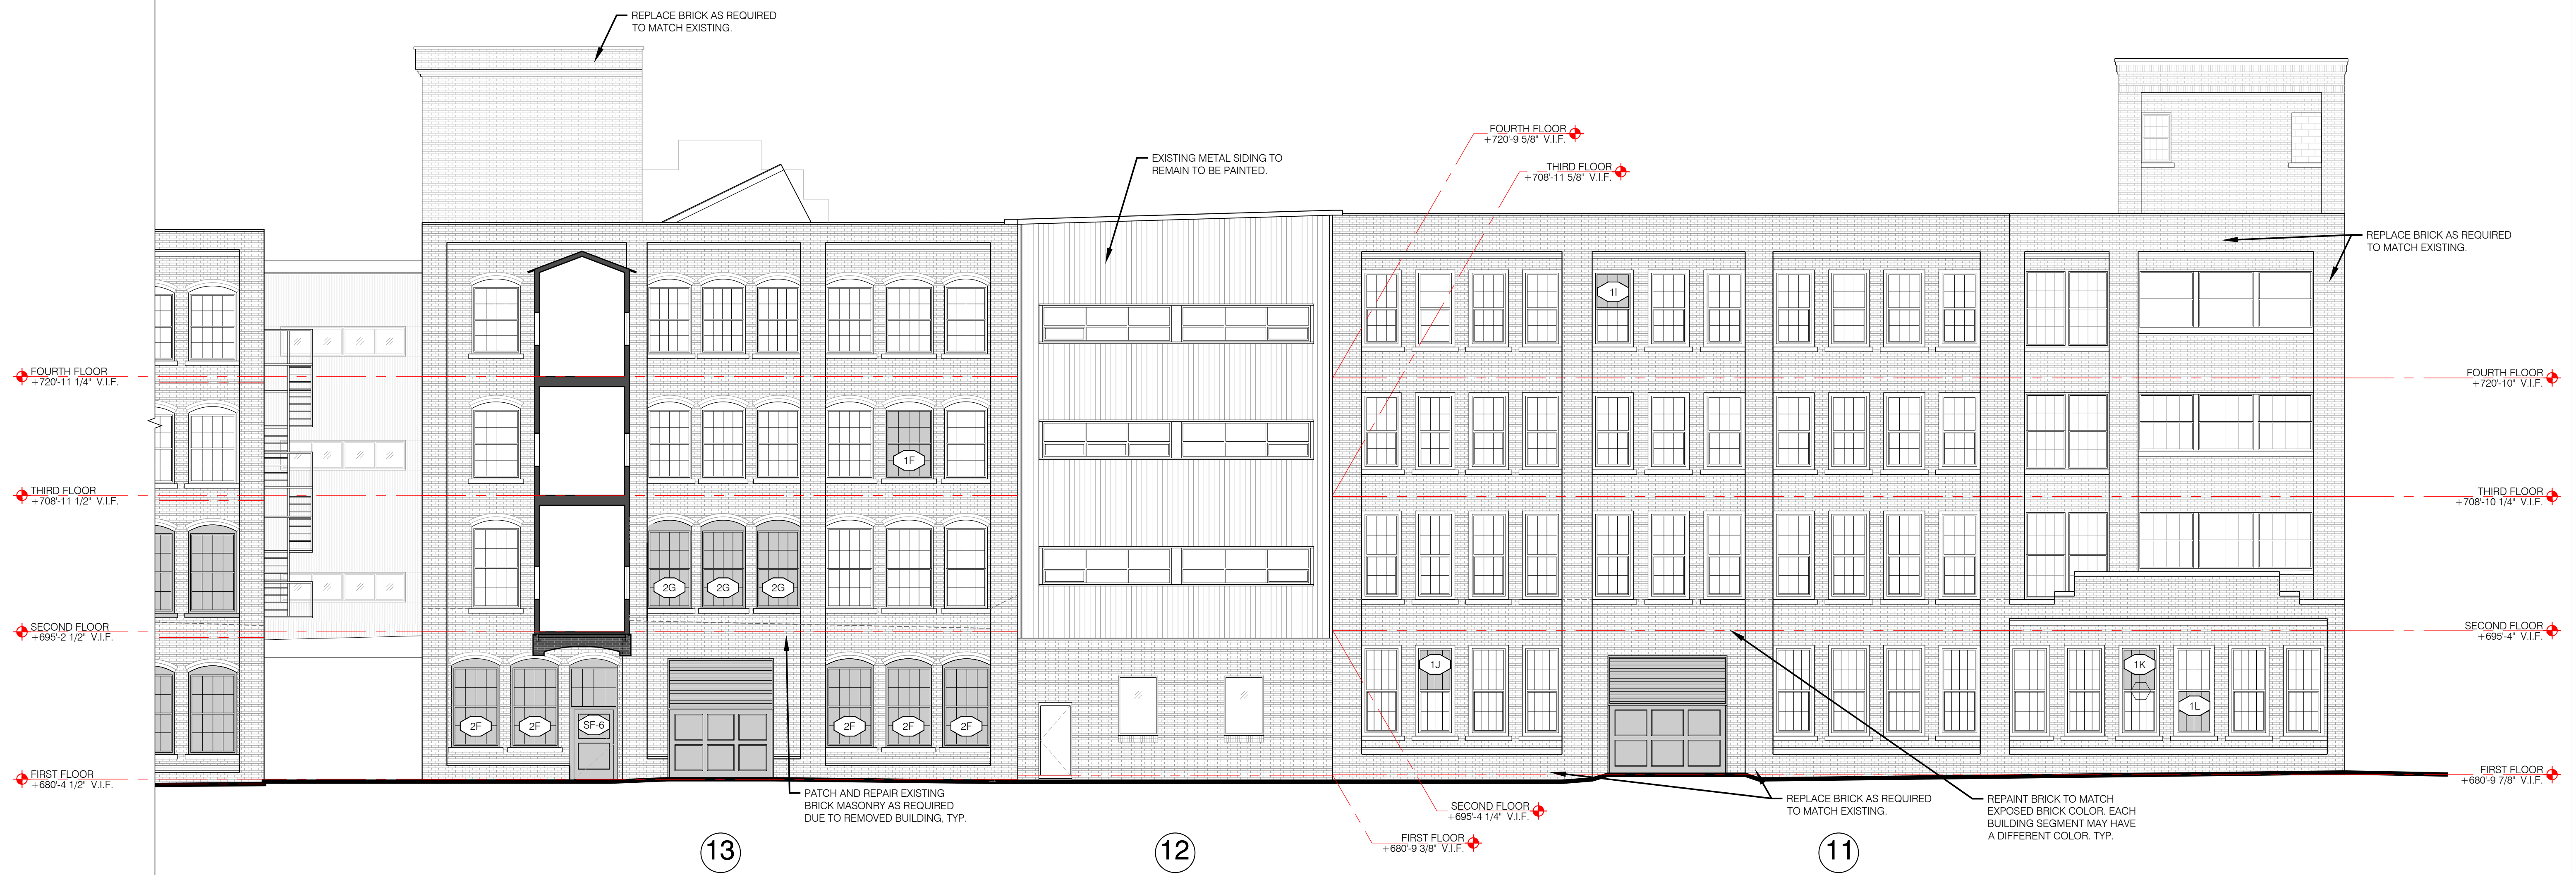 REPLACE BRICK AS REQUIRED
TO MATCH EXISTING.
EXISTING METAL SIDING TO
REMAIN TO BE PAINTED.
FOURTH FLOOR
+720'-9 5/8" V.I.F.
THIRD FLOOR
+708'-11 5/8" V.I.F.
REPLACE BRICK AS REQUIRED
TO MATCH EXISTING.
1I
FOURTH FLOOR
+720'-11 1/4" V.I.F.
FOURTH FLOOR
+720'-10" V.I.F.
1F
THIRD FLOOR
+708'-11 1/2" V.I.F.
THIRD FLOOR
+708'-10 1/4" V.I.F.
2G
2G
2G
SECOND FLOOR
+695'-2 1/2" V.I.F.
SECOND FLOOR
+695'-4" V.I.F.
1J
1K
1L
2F
2F
SF-6
2F
2F
2F
FIRST FLOOR
+680'-4 1/2" V.I.F.
FIRST FLOOR
+680'-9 7/8" V.I.F.
PATCH AND REPAIR EXISTING
BRICK MASONRY AS REQUIRED
DUE TO REMOVED BUILDING, TYP.
SECOND FLOOR
+695'-4 1/4" V.I.F.
FIRST FLOOR
+680'-9 3/8" V.I.F.
REPLACE BRICK AS REQUIRED
TO MATCH EXISTING.
REPAINT BRICK TO MATCH
EXPOSED BRICK COLOR. EACH
BUILDING SEGMENT MAY HAVE
A DIFFERENT COLOR. TYP.
13
12
11